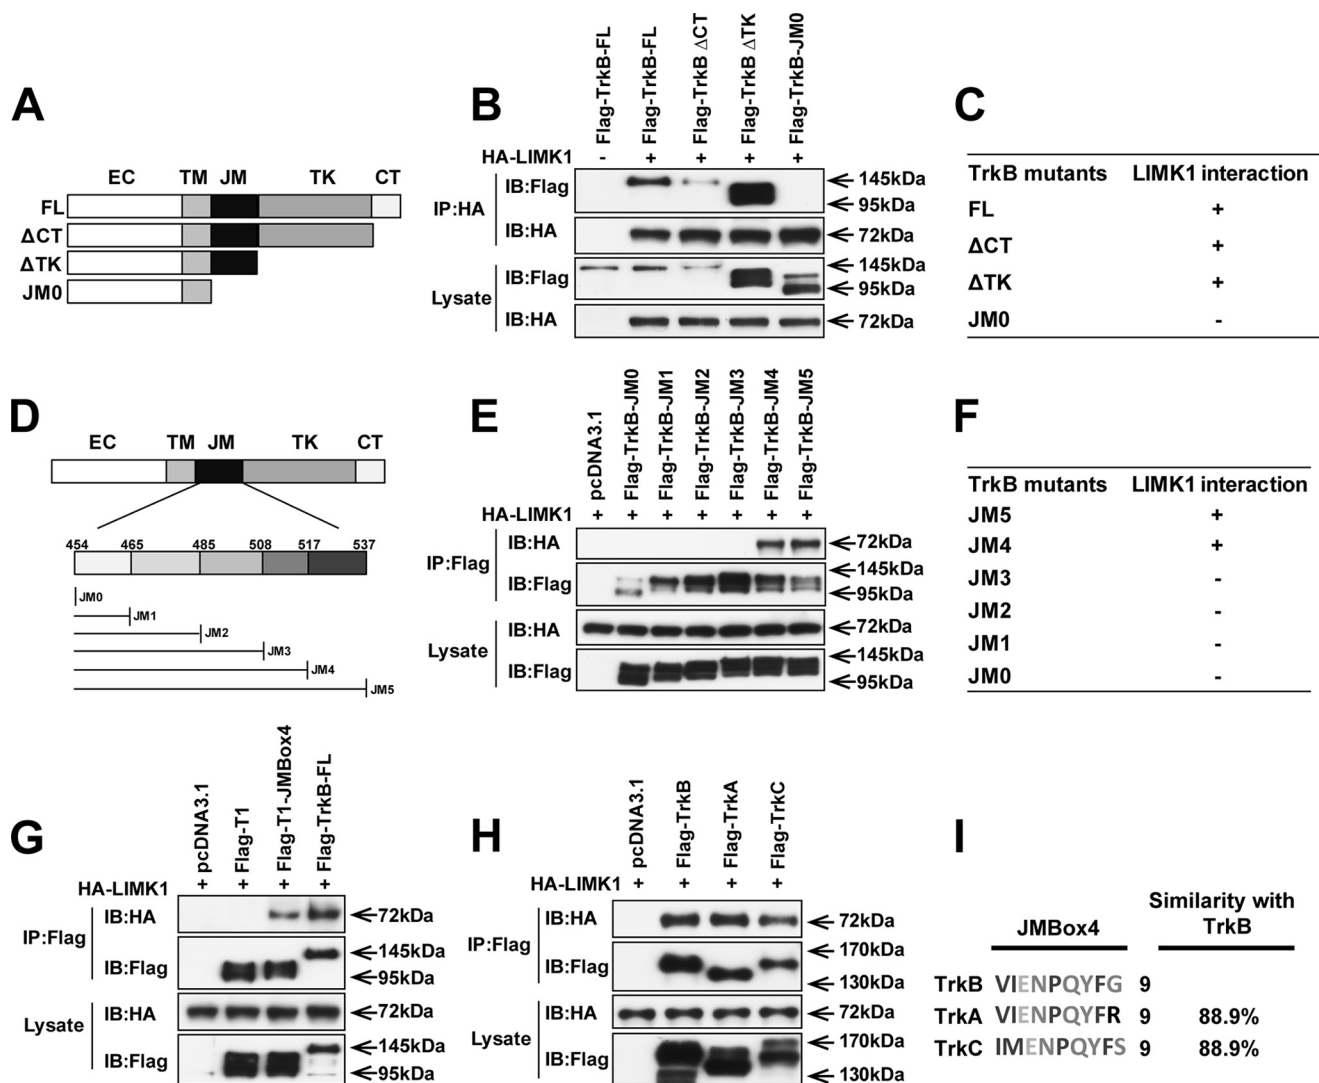 A
EC TM JM TK CT
FL
ΔCT
ΔTK
JM0
B
Flag-TrkB-FL
Flag-TrkB-FL
Flag-TrkB ΔCT
Flag-TrkB ΔTK
Flag-TrkB-JM0
HA-LIMK1 - + + + +
IP:HA
IB:Flag 145kDa
95kDa
IB:HA 72kDa
Lysate
IB:Flag 145kDa
95kDa
IB:HA 72kDa
C
TrkB mutants LIMK1 interaction
FL +
ΔCT +
ΔTK +
JM0 -
D
EC TM JM TK CT
454 465 485 508 517 537
JM0
JM1
JM2
JM3
JM4
JM5
E
pcDNA3.1
Flag-TrkB-JM0
Flag-TrkB-JM1
Flag-TrkB-JM2
Flag-TrkB-JM3
Flag-TrkB-JM4
Flag-TrkB-JM5
HA-LIMK1 + + + + + + +
IP:Flag
IB:HA 72kDa
IB:Flag 145kDa
95kDa
Lysate
IB:HA 72kDa
IB:Flag 145kDa
95kDa
F
TrkB mutants LIMK1 interaction
JM5 +
JM4 +
JM3 -
JM2 -
JM1 -
JM0 -
G
pcDNA3.1
Flag-T1
Flag-T1-JMBox4
Flag-TrkB-FL
HA-LIMK1 + + + +
IP:Flag
IB:HA 72kDa
IB:Flag 145kDa
95kDa
Lysate
IB:HA 72kDa
IB:Flag 145kDa
95kDa
H
pcDNA3.1
Flag-TrkB
Flag-TrkA
Flag-TrkC
HA-LIMK1 + + + +
IP:Flag
IB:HA 72kDa
IB:Flag 170kDa
130kDa
Lysate
IB:HA 72kDa
IB:Flag 170kDa
130kDa
I
JMBox4 Similarity with TrkB
TrkB VIENPQYFG 9
TrkA VIENPQYFR 9 88.9%
TrkC IMENPQYFS 9 88.9%